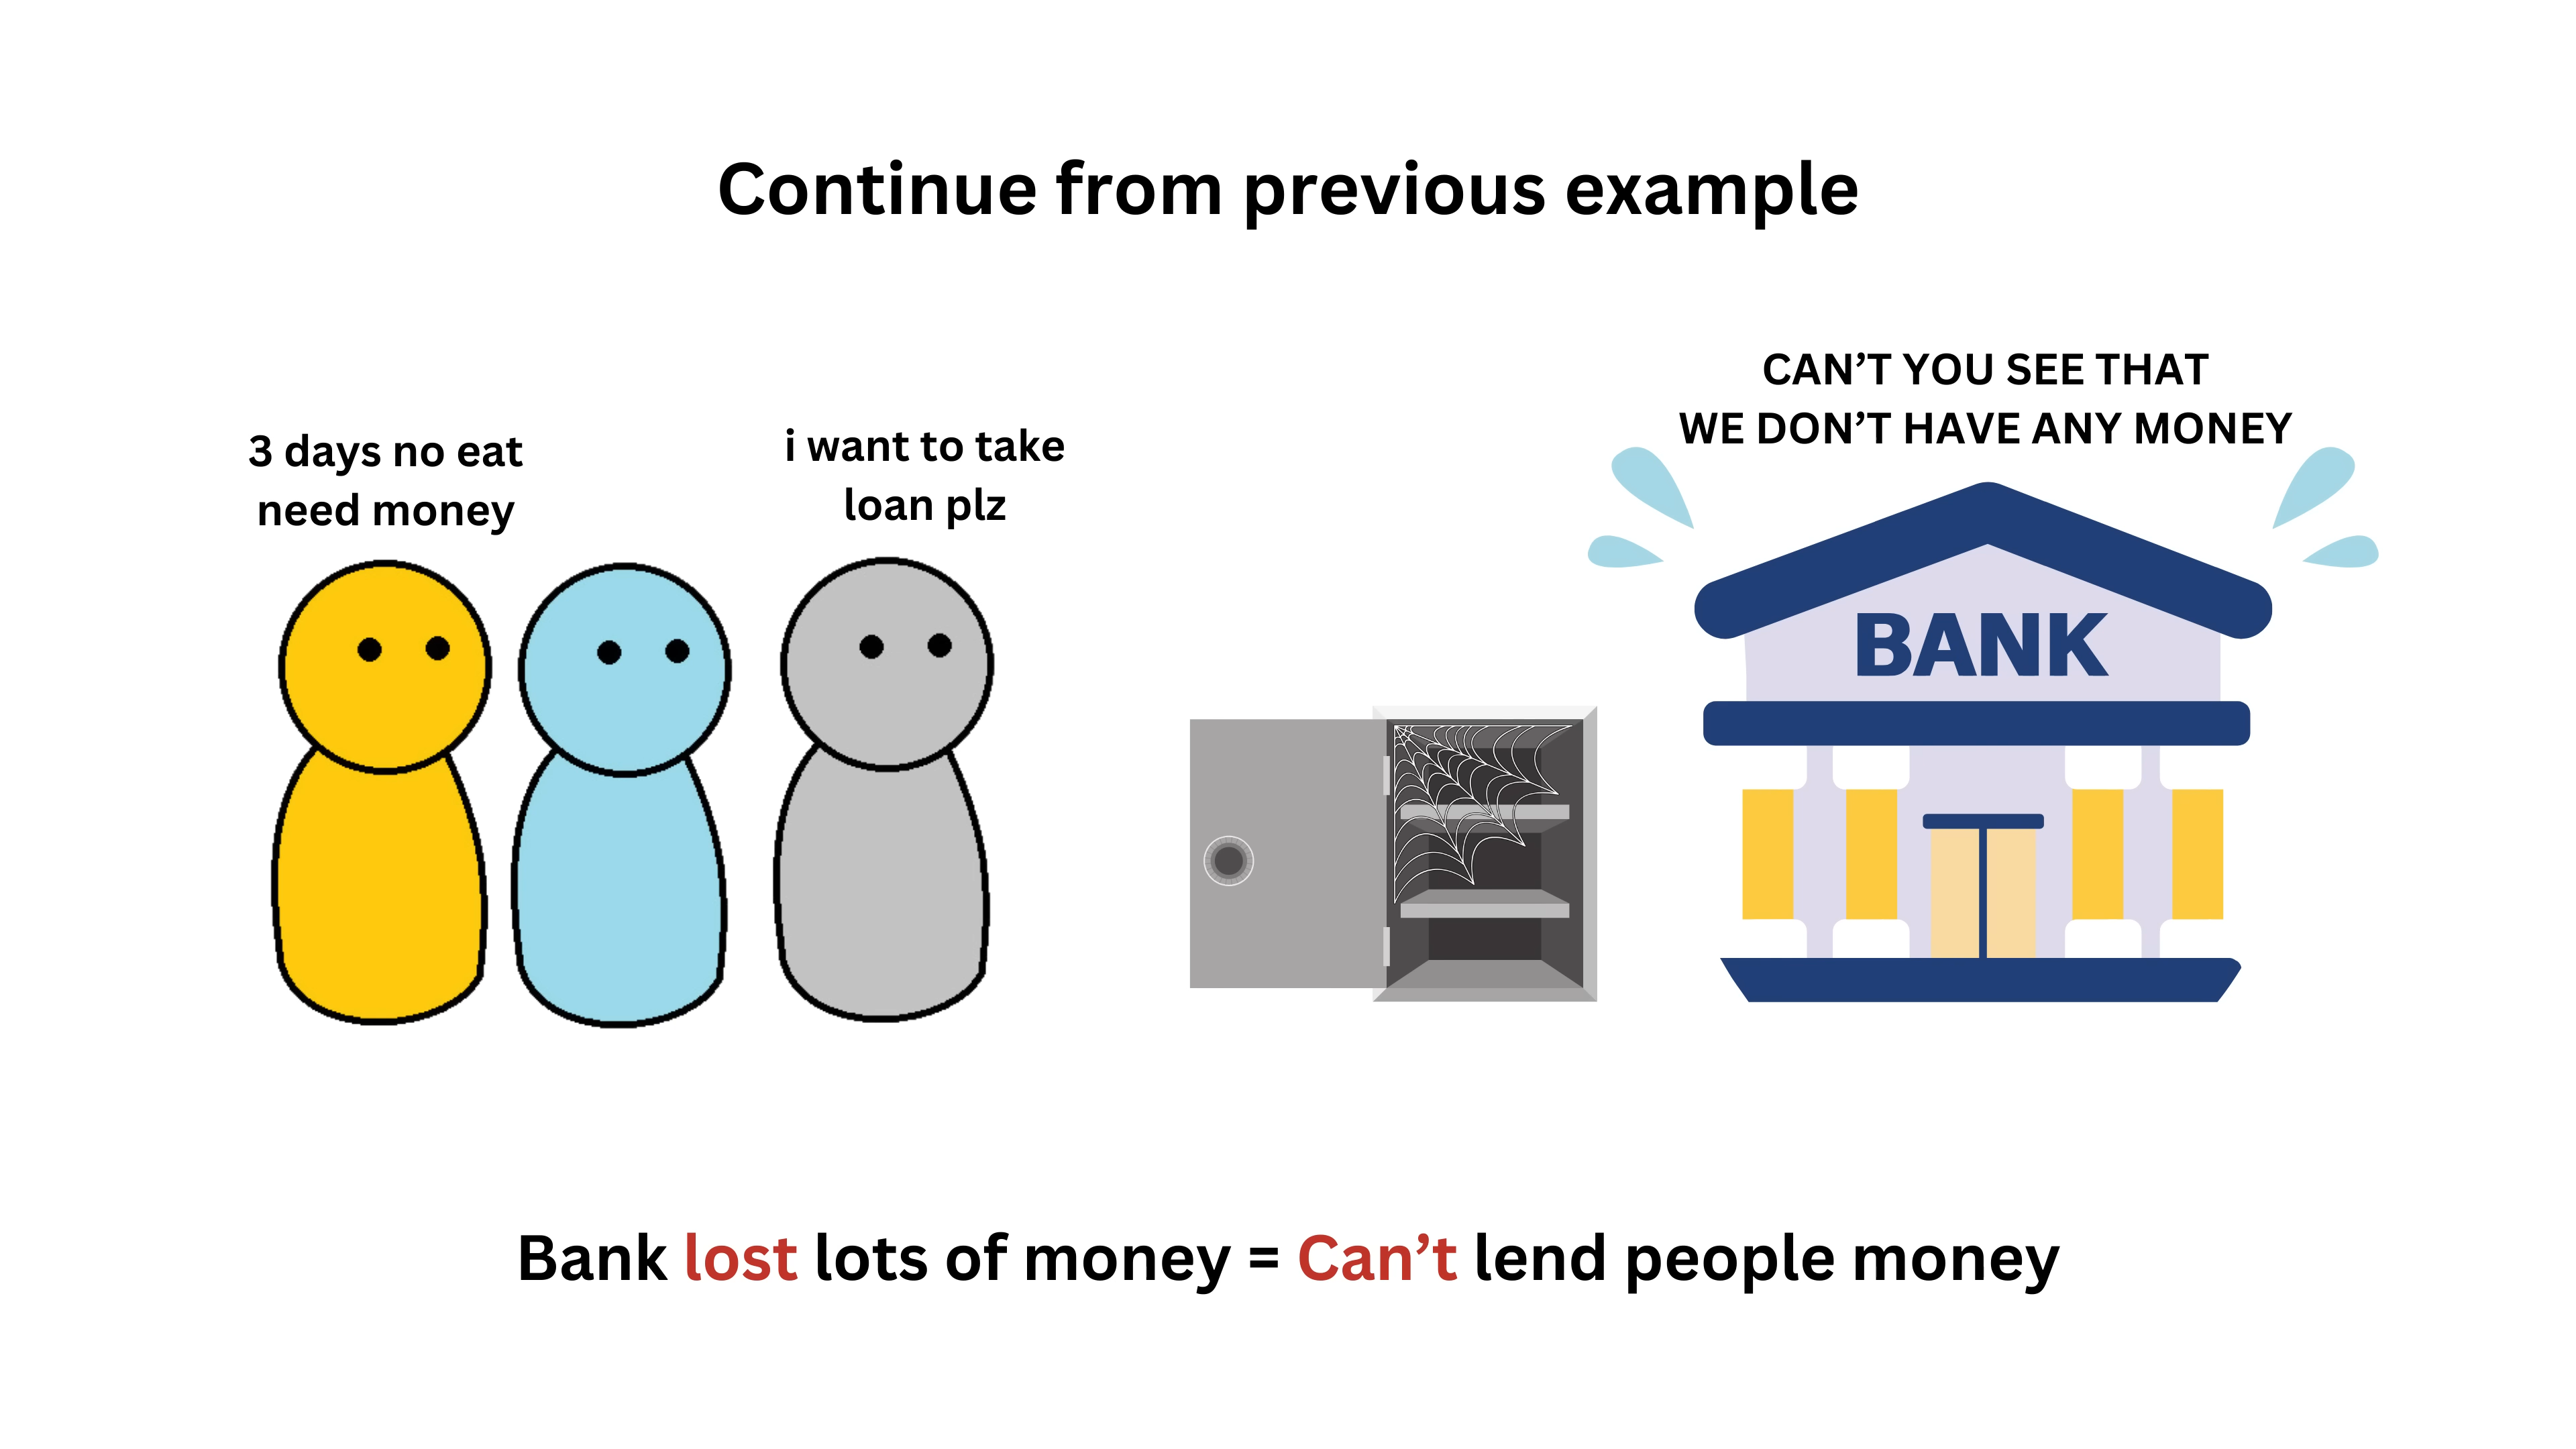 Continue from previous example
3 days no eat
need money
i want to take
loan plz
CAN’T YOU SEE THAT
WE DON’T HAVE ANY MONEY
BANK
Bank lost lots of money = Can’t lend people money